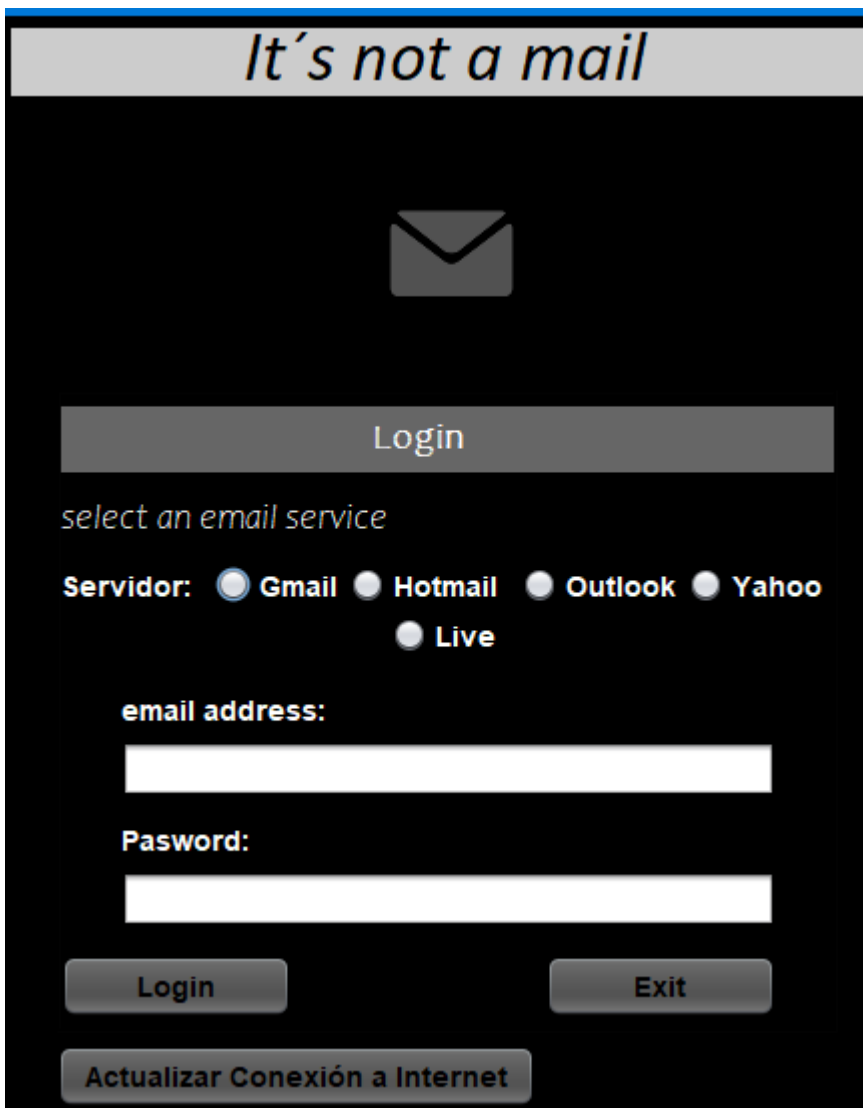 It´s not a mail
Login
select an email service
Servidor: Gmail Hotmail Outlook Yahoo
Live
email address:
Pasword:
Login Exit
Actualizar Conexión a Internet